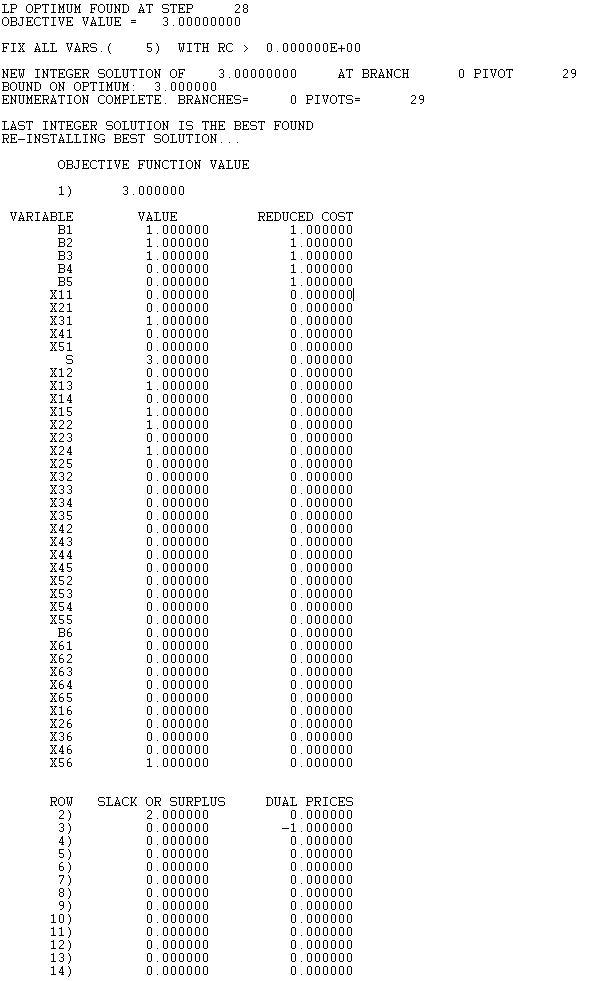 LP OPTIMUM FOUND AT STEP     28
OBJECTIVE VALUE =   3.00000000
FIX ALL VARS.(    5)  WITH RC >  0.000000E+00
NEW INTEGER SOLUTION OF    3.00000000     AT BRANCH      0 PIVOT      29
BOUND ON OPTIMUM:  3.000000
ENUMERATION COMPLETE. BRANCHES=     0 PIVOTS=      29
LAST INTEGER SOLUTION IS THE BEST FOUND
RE-INSTALLING BEST SOLUTION...
OBJECTIVE FUNCTION VALUE
1)      3.000000
VARIABLE        VALUE          REDUCED COST
B1         1.000000          1.000000
B2         1.000000          1.000000
B3         1.000000          1.000000
B4         0.000000          1.000000
B5         0.000000          1.000000
X11         0.000000          0.000000
X21         0.000000          0.000000
X31         1.000000          0.000000
X41         0.000000          0.000000
X51         0.000000          0.000000
S         3.000000          0.000000
X12         0.000000          0.000000
X13         1.000000          0.000000
X14         0.000000          0.000000
X15         1.000000          0.000000
X22         1.000000          0.000000
X23         0.000000          0.000000
X24         1.000000          0.000000
X25         0.000000          0.000000
X32         0.000000          0.000000
X33         0.000000          0.000000
X34         0.000000          0.000000
X35         0.000000          0.000000
X42         0.000000          0.000000
X43         0.000000          0.000000
X44         0.000000          0.000000
X45         0.000000          0.000000
X52         0.000000          0.000000
X53         0.000000          0.000000
X54         0.000000          0.000000
X55         0.000000          0.000000
B6         0.000000          0.000000
X61         0.000000          0.000000
X62         0.000000          0.000000
X63         0.000000          0.000000
X64         0.000000          0.000000
X65         0.000000          0.000000
X16         0.000000          0.000000
X26         0.000000          0.000000
X36         0.000000          0.000000
X46         0.000000          0.000000
X56         1.000000          0.000000
ROW   SLACK OR SURPLUS     DUAL PRICES
2)         2.000000          0.000000
3)         0.000000         -1.000000
4)         0.000000          0.000000
5)         0.000000          0.000000
6)         0.000000          0.000000
7)         0.000000          0.000000
8)         0.000000          0.000000
9)         0.000000          0.000000
10)         0.000000          0.000000
11)         0.000000          0.000000
12)         0.000000          0.000000
13)         0.000000          0.000000
14)         0.000000          0.000000